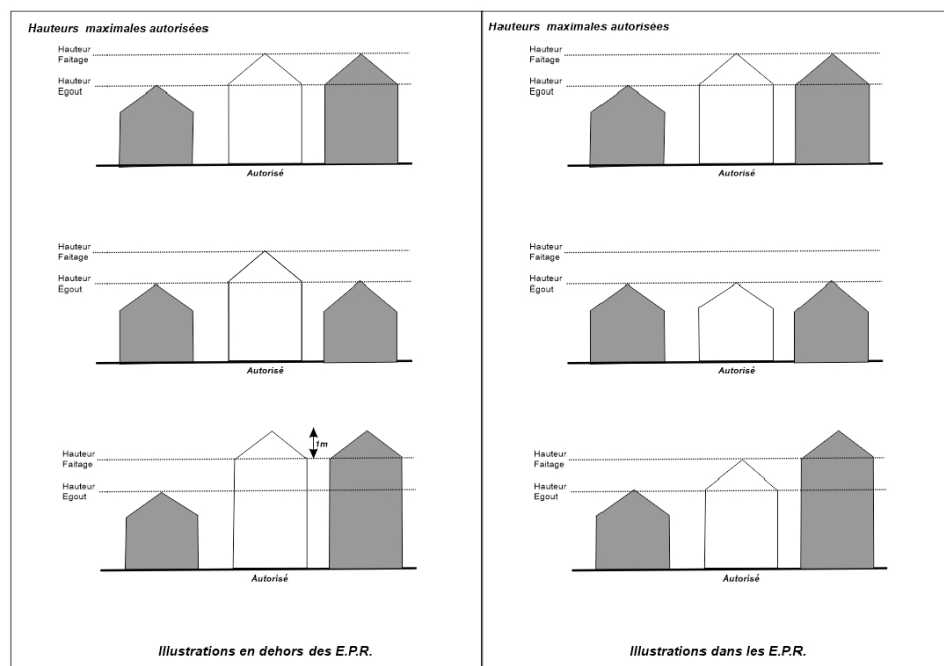 Hauteurs maximales autorisées
Hauteur
Faitage
Hauteur
Egout
Autorisé
Hauteur
Faitage
Hauteur
Egout
Autorisé
1m
Hauteur
Faitage
Hauteur
Egout
Autorisé
Illustrations en dehors des E.P.R.
Hauteurs maximales autorisées
Hauteur
Faitage
Hauteur
Egout
Autorisé
Hauteur
Faitage
Hauteur
Egout
Autorisé
Hauteur
Faitage
Hauteur
Egout
Autorisé
Illustrations dans les E.P.R.